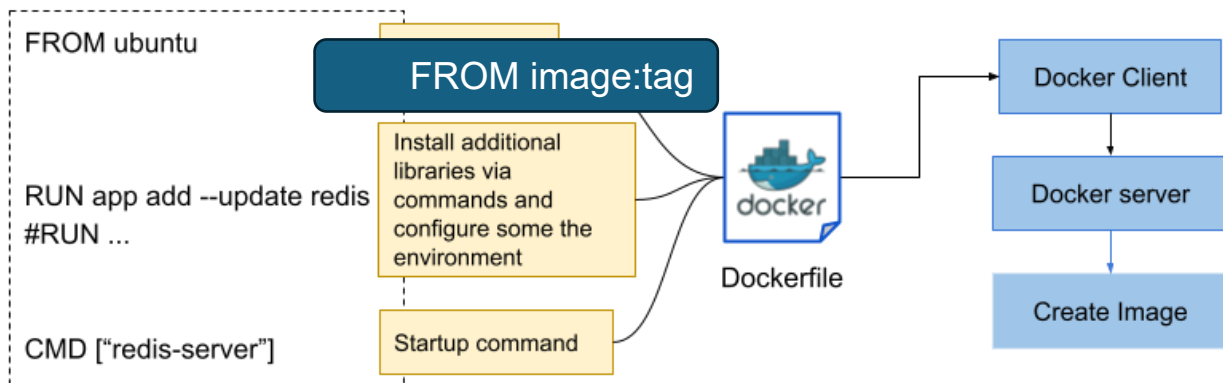 FROM ubuntu
FROM image:tag
RUN app add --update redis
#RUN ...
Install additional
libraries via
commands and
configure some the
environment
CMD [“redis-server”]
Startup command
docker
Dockerfile
Docker Client
Docker server
Create Image